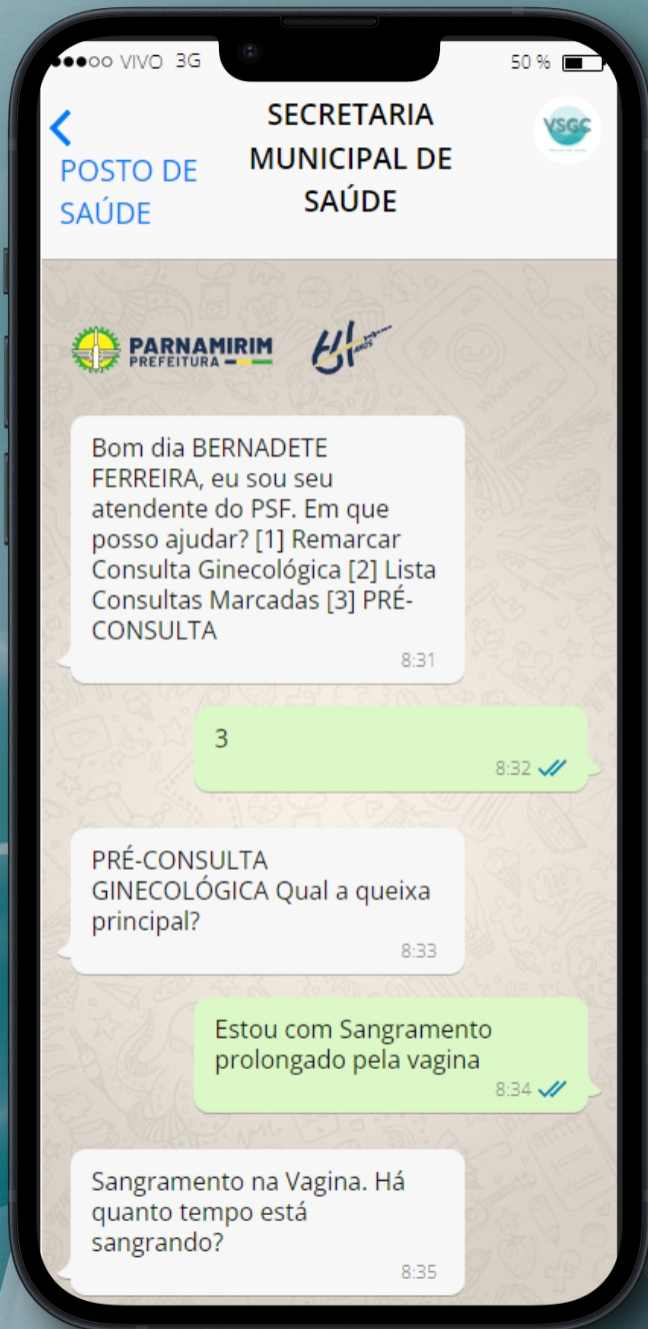 VIVO 3G
50 %
SECRETARIA
MUNICIPAL DE
SAÚDE
POSTO DE
SAÚDE
VSGC
PARNAMIRIM
PREFEITURA
ANOS
Bom dia BERNADETE
FERREIRA, eu sou seu
atendente do PSF. Em que
posso ajudar? [1] Remarcar
Consulta Ginecológica [2] Lista
Consultas Marcadas [3] PRÉ-
CONSULTA
8:31
3
8:32
PRÉ-CONSULTA
GINECOLÓGICA Qual a queixa
principal?
8:33
Estou com Sangramento
prolongado pela vagina
8:34
Sangramento na Vagina. Há
quanto tempo está
sangrando?
8:35